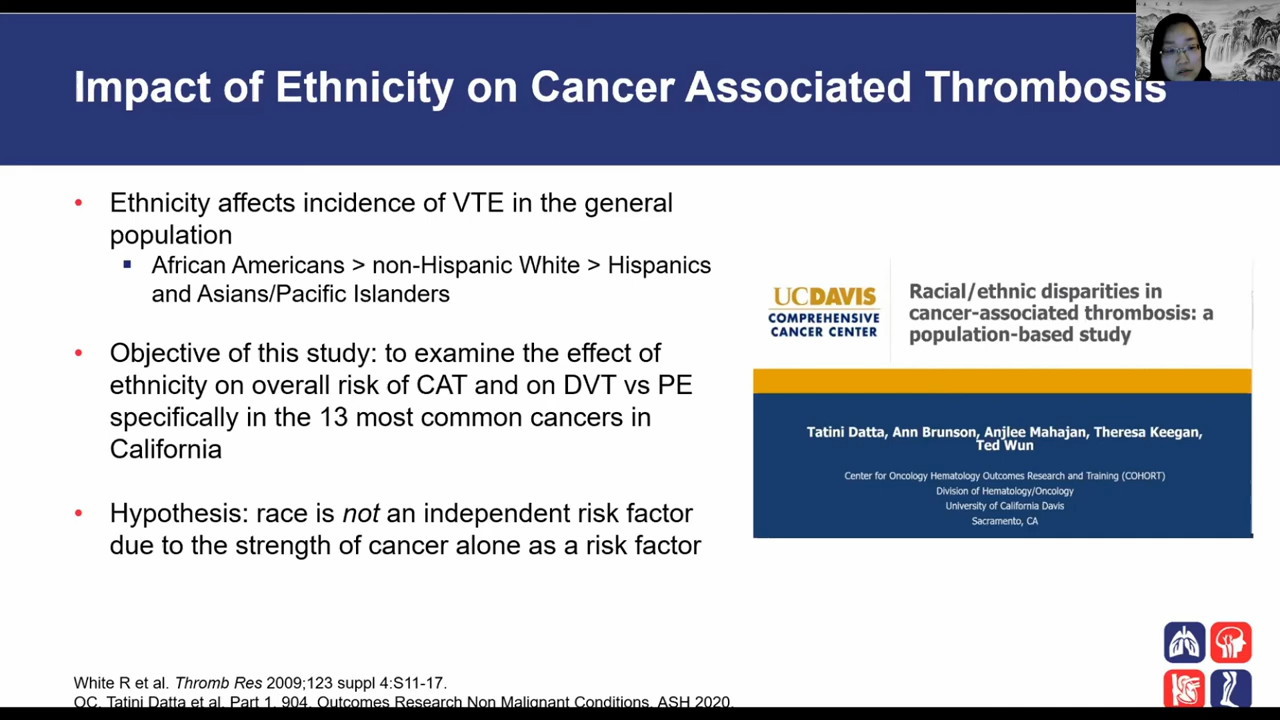 Impact of Ethnicity on Cancer Associated Thrombosis
• Ethnicity affects incidence of VTE in the general
population
▪ African Americans > non-Hispanic White > Hispanics
and Asians/Pacific Islanders
• Objective of this study: to examine the effect of
ethnicity on overall risk of CAT and on DVT vs PE
specifically in the 13 most common cancers in
California
• Hypothesis: race is not an independent risk factor
due to the strength of cancer alone as a risk factor
UCDAVIS
COMPREHENSIVE
CANCER CENTER
Racial/ethnic disparities in
cancer-associated thrombosis: a
population-based study
Tatini Datta, Ann Brunson, Anjlee Mahajan, Theresa Keegan,
Ted Wun
Center for Oncology Hematology Outcomes Research and Training (COHORT)
Division of Hematology/Oncology
University of California Davis
Sacramento, CA
White R et al. Thromb Res 2009;123 suppl 4:S11-17.
OC, Tatini Datta et al. Part 1, 904. Outcomes Research Non Malignant Conditions, ASH 2020.